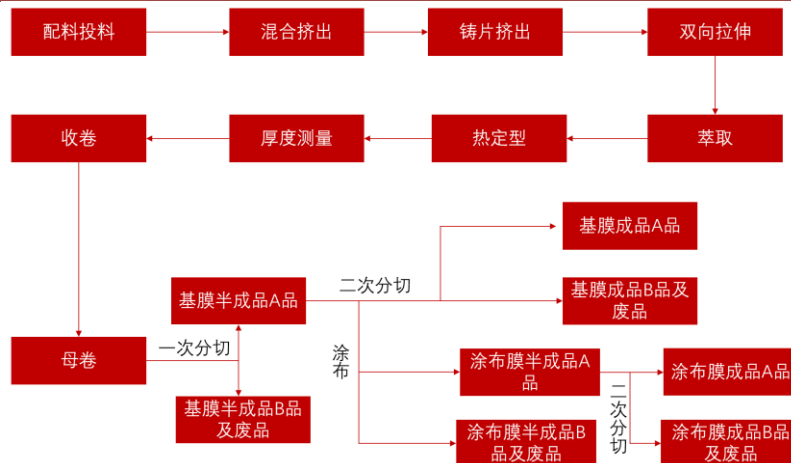 配料投料
混合挤出
铸片挤出
双向拉伸
收卷
厚度测量
热定型
萃取
基膜成品A品
基膜半成品A品
二次分切
基膜成品B品及
废品
母卷
一次分切
涂布
涂布膜半成品A
品
涂布膜成品A品
基膜半成品B品
及废品
涂布膜半成品B
品及废品
二次分切
涂布膜成品B品
及废品